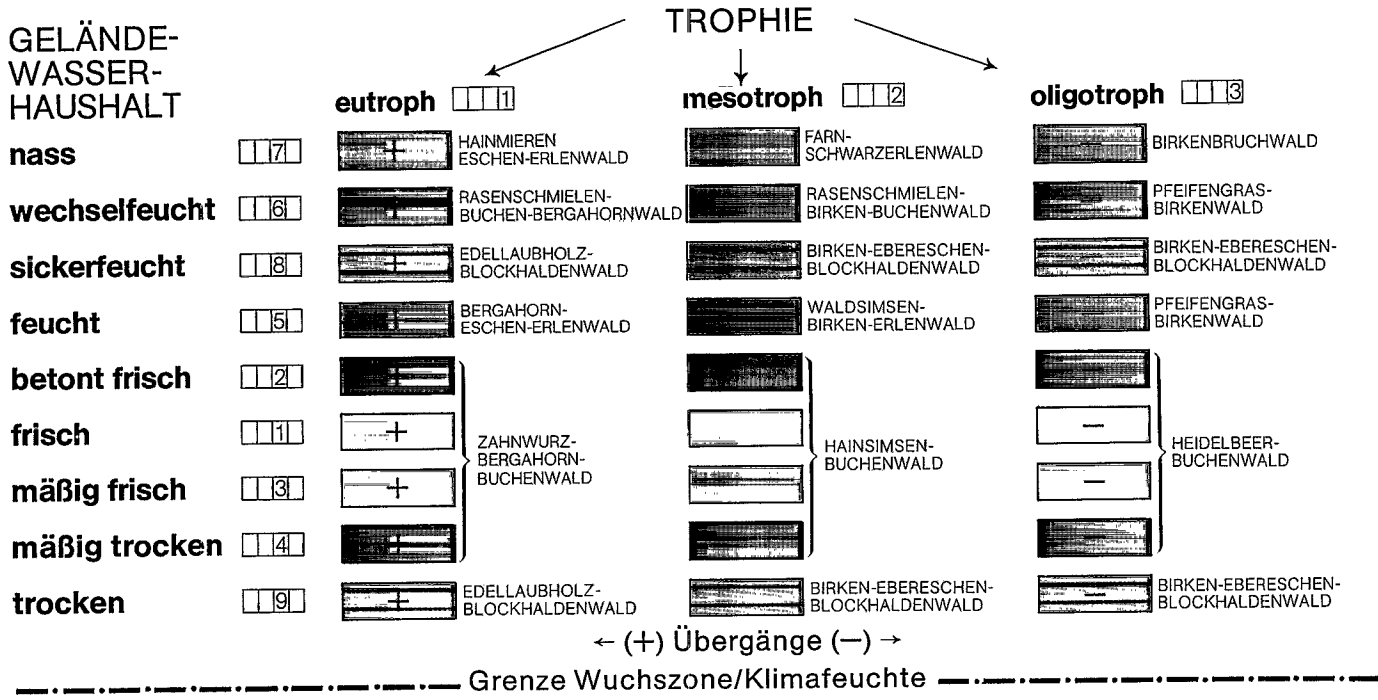 TROPHIE
GELÄNDE-
WASSER-
HAUSHALT
eutroph 1
mesotroph 2
oligotroph 3
nass 7
HAINMIEREN
ESCHEN-ERLENWALD
FARN-
SCHWARZERLENWALD
BIRKENBRUCHWALD
wechselfeucht 6
RASENSCHMIELEN-
BUCHEN-BERGAHORNWALD
RASENSCHMIELEN-
BIRKEN-BUCHENWALD
PFEIFENGRAS-
BIRKENWALD
sickerfeucht 8
EDELLAUBHOLZ-
BLOCKHALDENWALD
BIRKEN-EBERESCHEN-
BLOCKHALDENWALD
BIRKEN-EBERESCHEN-
BLOCKHALDENWALD
feucht 5
BERGAHORN-
ESCHEN-ERLENWALD
WALDSIMSEN-
BIRKEN-ERLENWALD
PFEIFENGRAS-
BIRKENWALD
betont frisch 2
frisch 1
mäßig frisch 3
mäßig trocken 4
ZAHNWURZ-
BERGAHORN-
BUCHENWALD
HAINSIMSEN-
BUCHENWALD
HEIDELBEER-
BUCHENWALD
trocken 9
EDELLAUBHOLZ-
BLOCKHALDENWALD
BIRKEN-EBERESCHEN-
BLOCKHALDENWALD
BIRKEN-EBERESCHEN-
BLOCKHALDENWALD
← (+) Übergänge (—) →
Grenze Wuchszone/Klimafeuchte